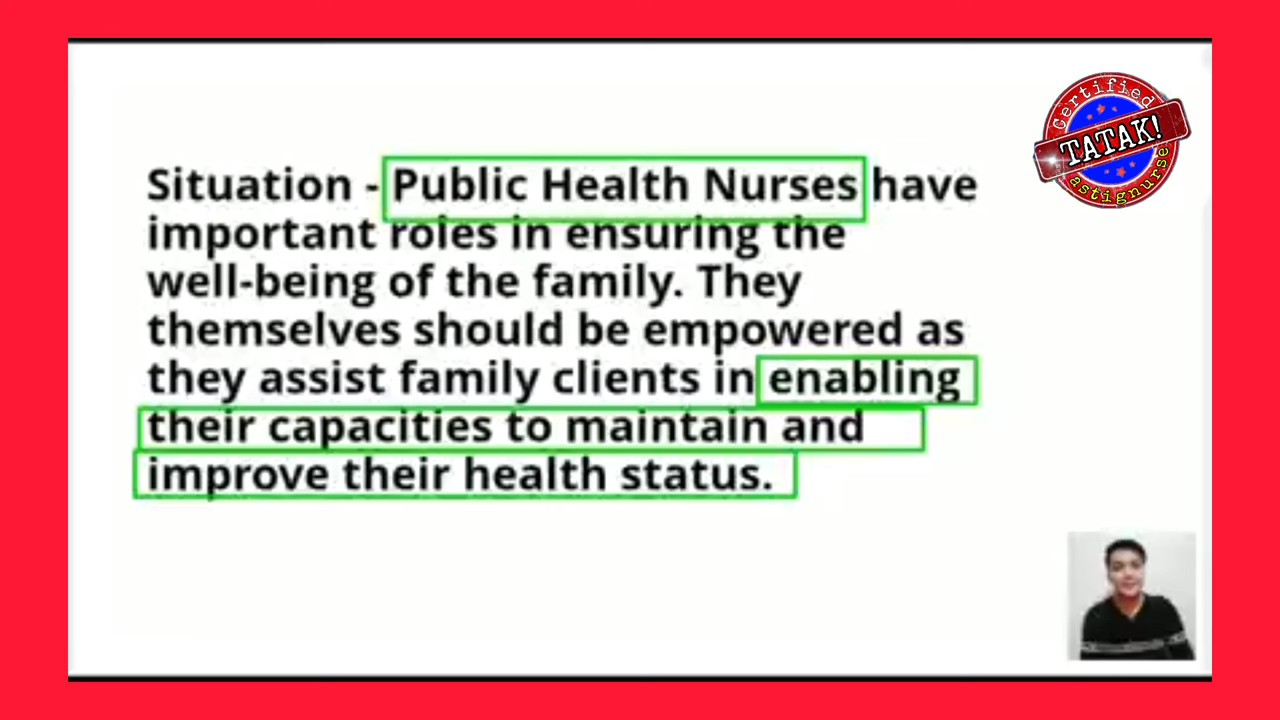 Situation - Public Health Nurses have
important roles in ensuring the
well-being of the family. They
themselves should be empowered as
they assist family clients in enabling
their capacities to maintain and
improve their health status.
Certified
TATAK!
astignurse